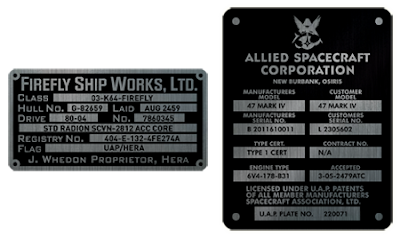 FIREFLY SHIP WORKS, LTD.
CLASS 03-K64-FIREFLY
HULL NO. G-82659 LAID AUG 2459
DRIVE 80-04 NO. 7860345
STD RADION SCYN-2812 ACC CORE
REGISTRY NO. 404-E-132-4FE274A
FLAG UAP/HERA
J. WHEDON PROPRIETOR, HERA
ALLIED SPACECRAFT
CORPORATION
NEW BURBANK, OSIRIS
MANUFACTURERS MODEL CUSTOMER MODEL
47 MARK IV 47 MARK IV
MANUFACTURERS SERIAL NO. CUSTOMERS SERIAL NO.
B 2011610011 L 2305602
TYPE CERT. CONTRACT NO.
TYPE 1 CERT N/A
ENGINE TYPE ACCEPTED
6V4-178-831 3-05-2479ATC
LICENSED UNDER U.A.P. PATENTS
OF ALL MEMBER MANUFACTURERS
SPACECRAFT ASSOCIATION, LTD.
U.A.P. PLATE NO. 220071